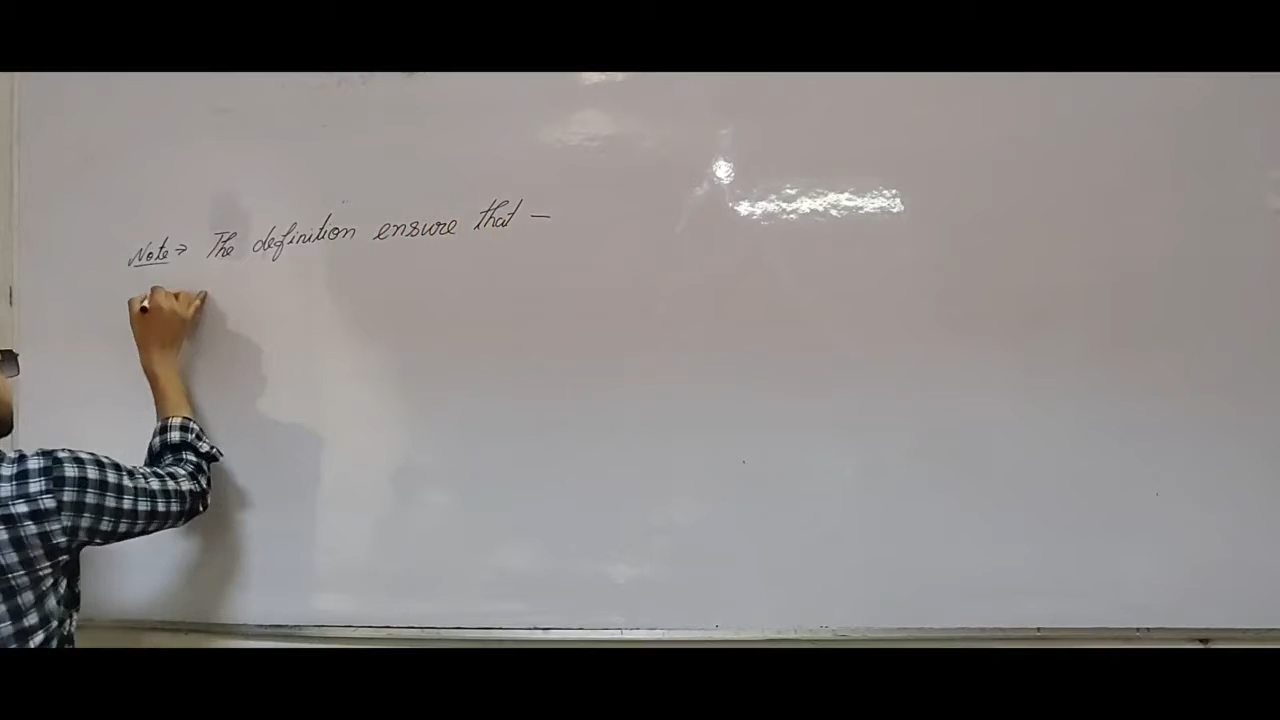 Note → The definition ensure that –